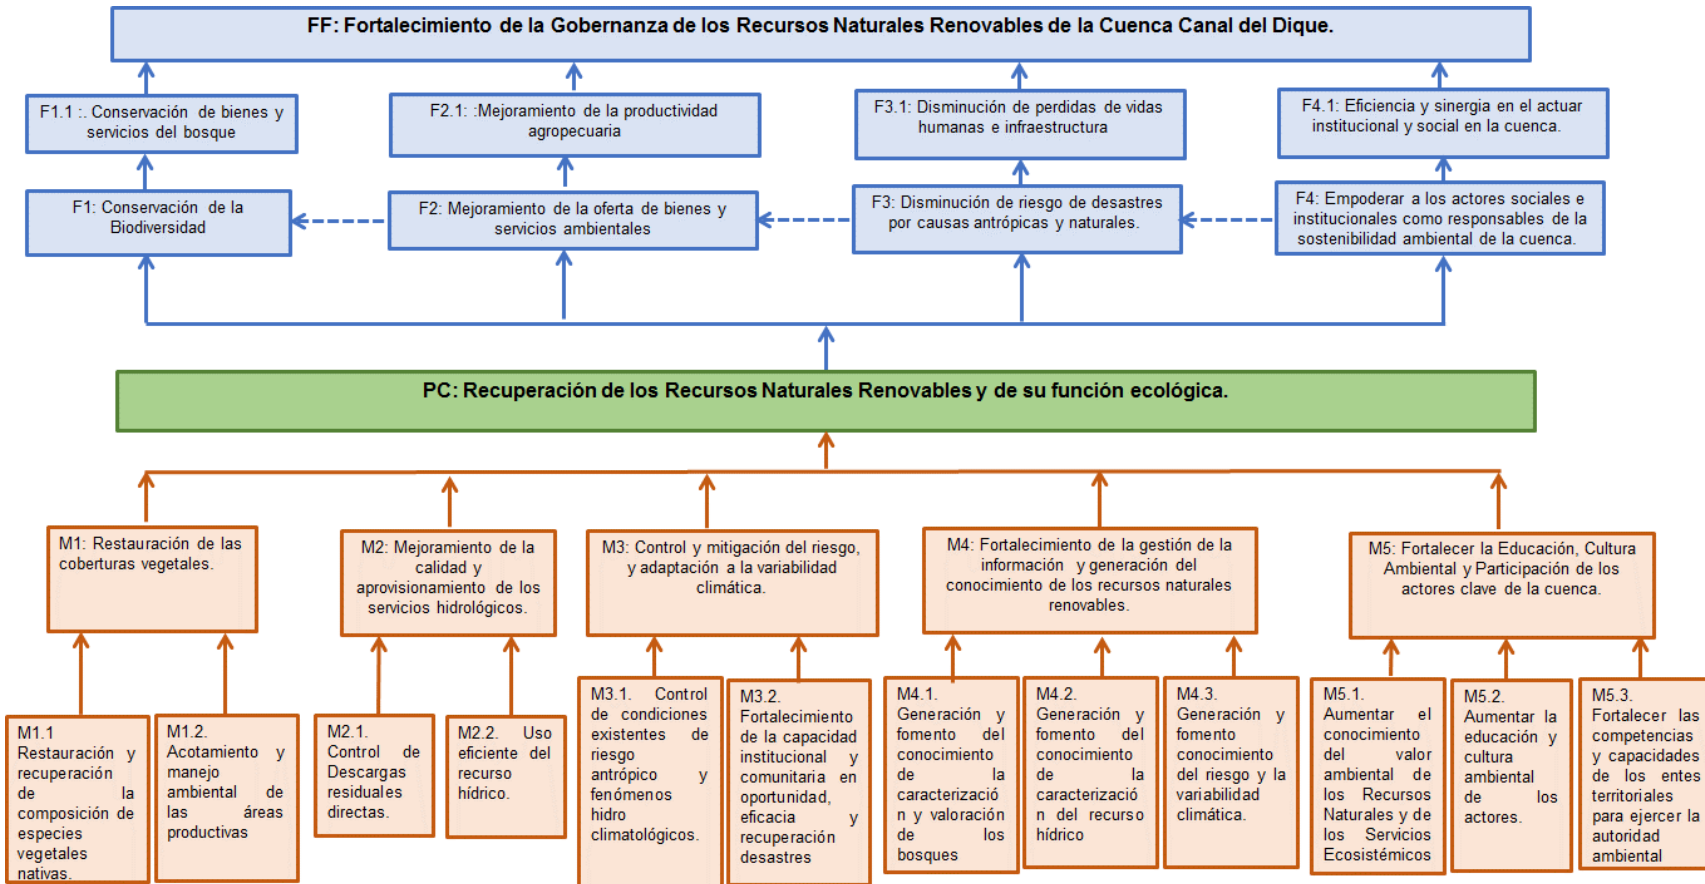 FF: Fortalecimiento de la Gobernanza de los Recursos Naturales Renovables de la Cuenca Canal del Dique.
F1.1 :. Conservación de bienes y
servicios del bosque
F2.1: :Mejoramiento de la productividad
agropecuaria
F3.1: Disminución de perdidas de vidas
humanas e infraestructura
F4.1: Eficiencia y sinergia en el actuar
institucional y social en la cuenca.
F1: Conservación de la
Biodiversidad
F2: Mejoramiento de la oferta de bienes y
servicios ambientales
F3: Disminución de riesgo de desastres
por causas antrópicas y naturales.
F4: Empoderar a los actores sociales e
institucionales como responsables de la
sostenibilidad ambiental de la cuenca.
PC: Recuperación de los Recursos Naturales Renovables y de su función ecológica.
M1: Restauración de las
coberturas vegetales.
M2: Mejoramiento de la
calidad y
aprovisionamiento de los
servicios hidrológicos.
M3: Control y mitigación del riesgo,
y adaptación a la variabilidad
climática.
M4: Fortalecimiento de la gestión de la
información y generación del
conocimiento de los recursos naturales
renovables.
M5: Fortalecer la Educación, Cultura
Ambiental y Participación de los
actores clave de la cuenca.
M1.1
Restauración y
recuperación
de la
composición de
especies
vegetales
nativas.
M1.2.
Acotamiento y
manejo
ambiental de
las áreas
productivas
M2.1.
Control de
Descargas
residuales
directas.
M2.2. Uso
eficiente del
recurso
hídrico.
M3.1. Control
de condiciones
existentes de
riesgo
antrópico y
fenómenos
hidro
climatológicos.
M3.2.
Fortalecimiento
de la capacidad
institucional y
comunitaria en
oportunidad,
eficacia y
recuperación
desastres
M4.1.
Generación y
fomento del
conocimiento
de la
caracterizació
n y valoración
de los
bosques
M4.2.
Generación y
fomento del
conocimiento
de la
caracterizació
n del recurso
hídrico
M4.3.
Generación y
fomento
conocimiento
del riesgo y la
variabilidad
climática.
M5.1.
Aumentar el
conocimiento
del valor
ambiental de
los Recursos
Naturales y de
los Servicios
Ecosistémicos
M5.2.
Aumentar la
educación y
cultura
ambiental
de los
actores.
M5.3.
Fortalecer las
competencias
y capacidades
de los entes
territoriales
para ejercer la
autoridad
ambiental